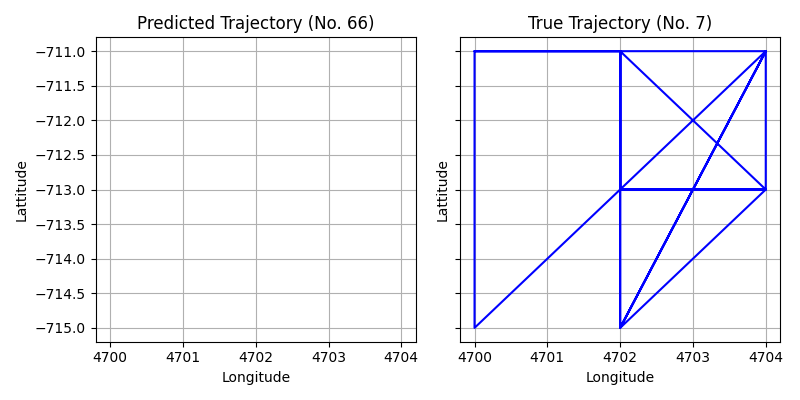 Predicted Trajectory (No. 66)
−711.0
−711.5
−712.0
−712.5
−713.0
−713.5
−714.0
−714.5
−715.0
Lattitude
4700 4701 4702 4703 4704
Longitude
True Trajectory (No. 7)
Lattitude
4700 4701 4702 4703 4704
Longitude